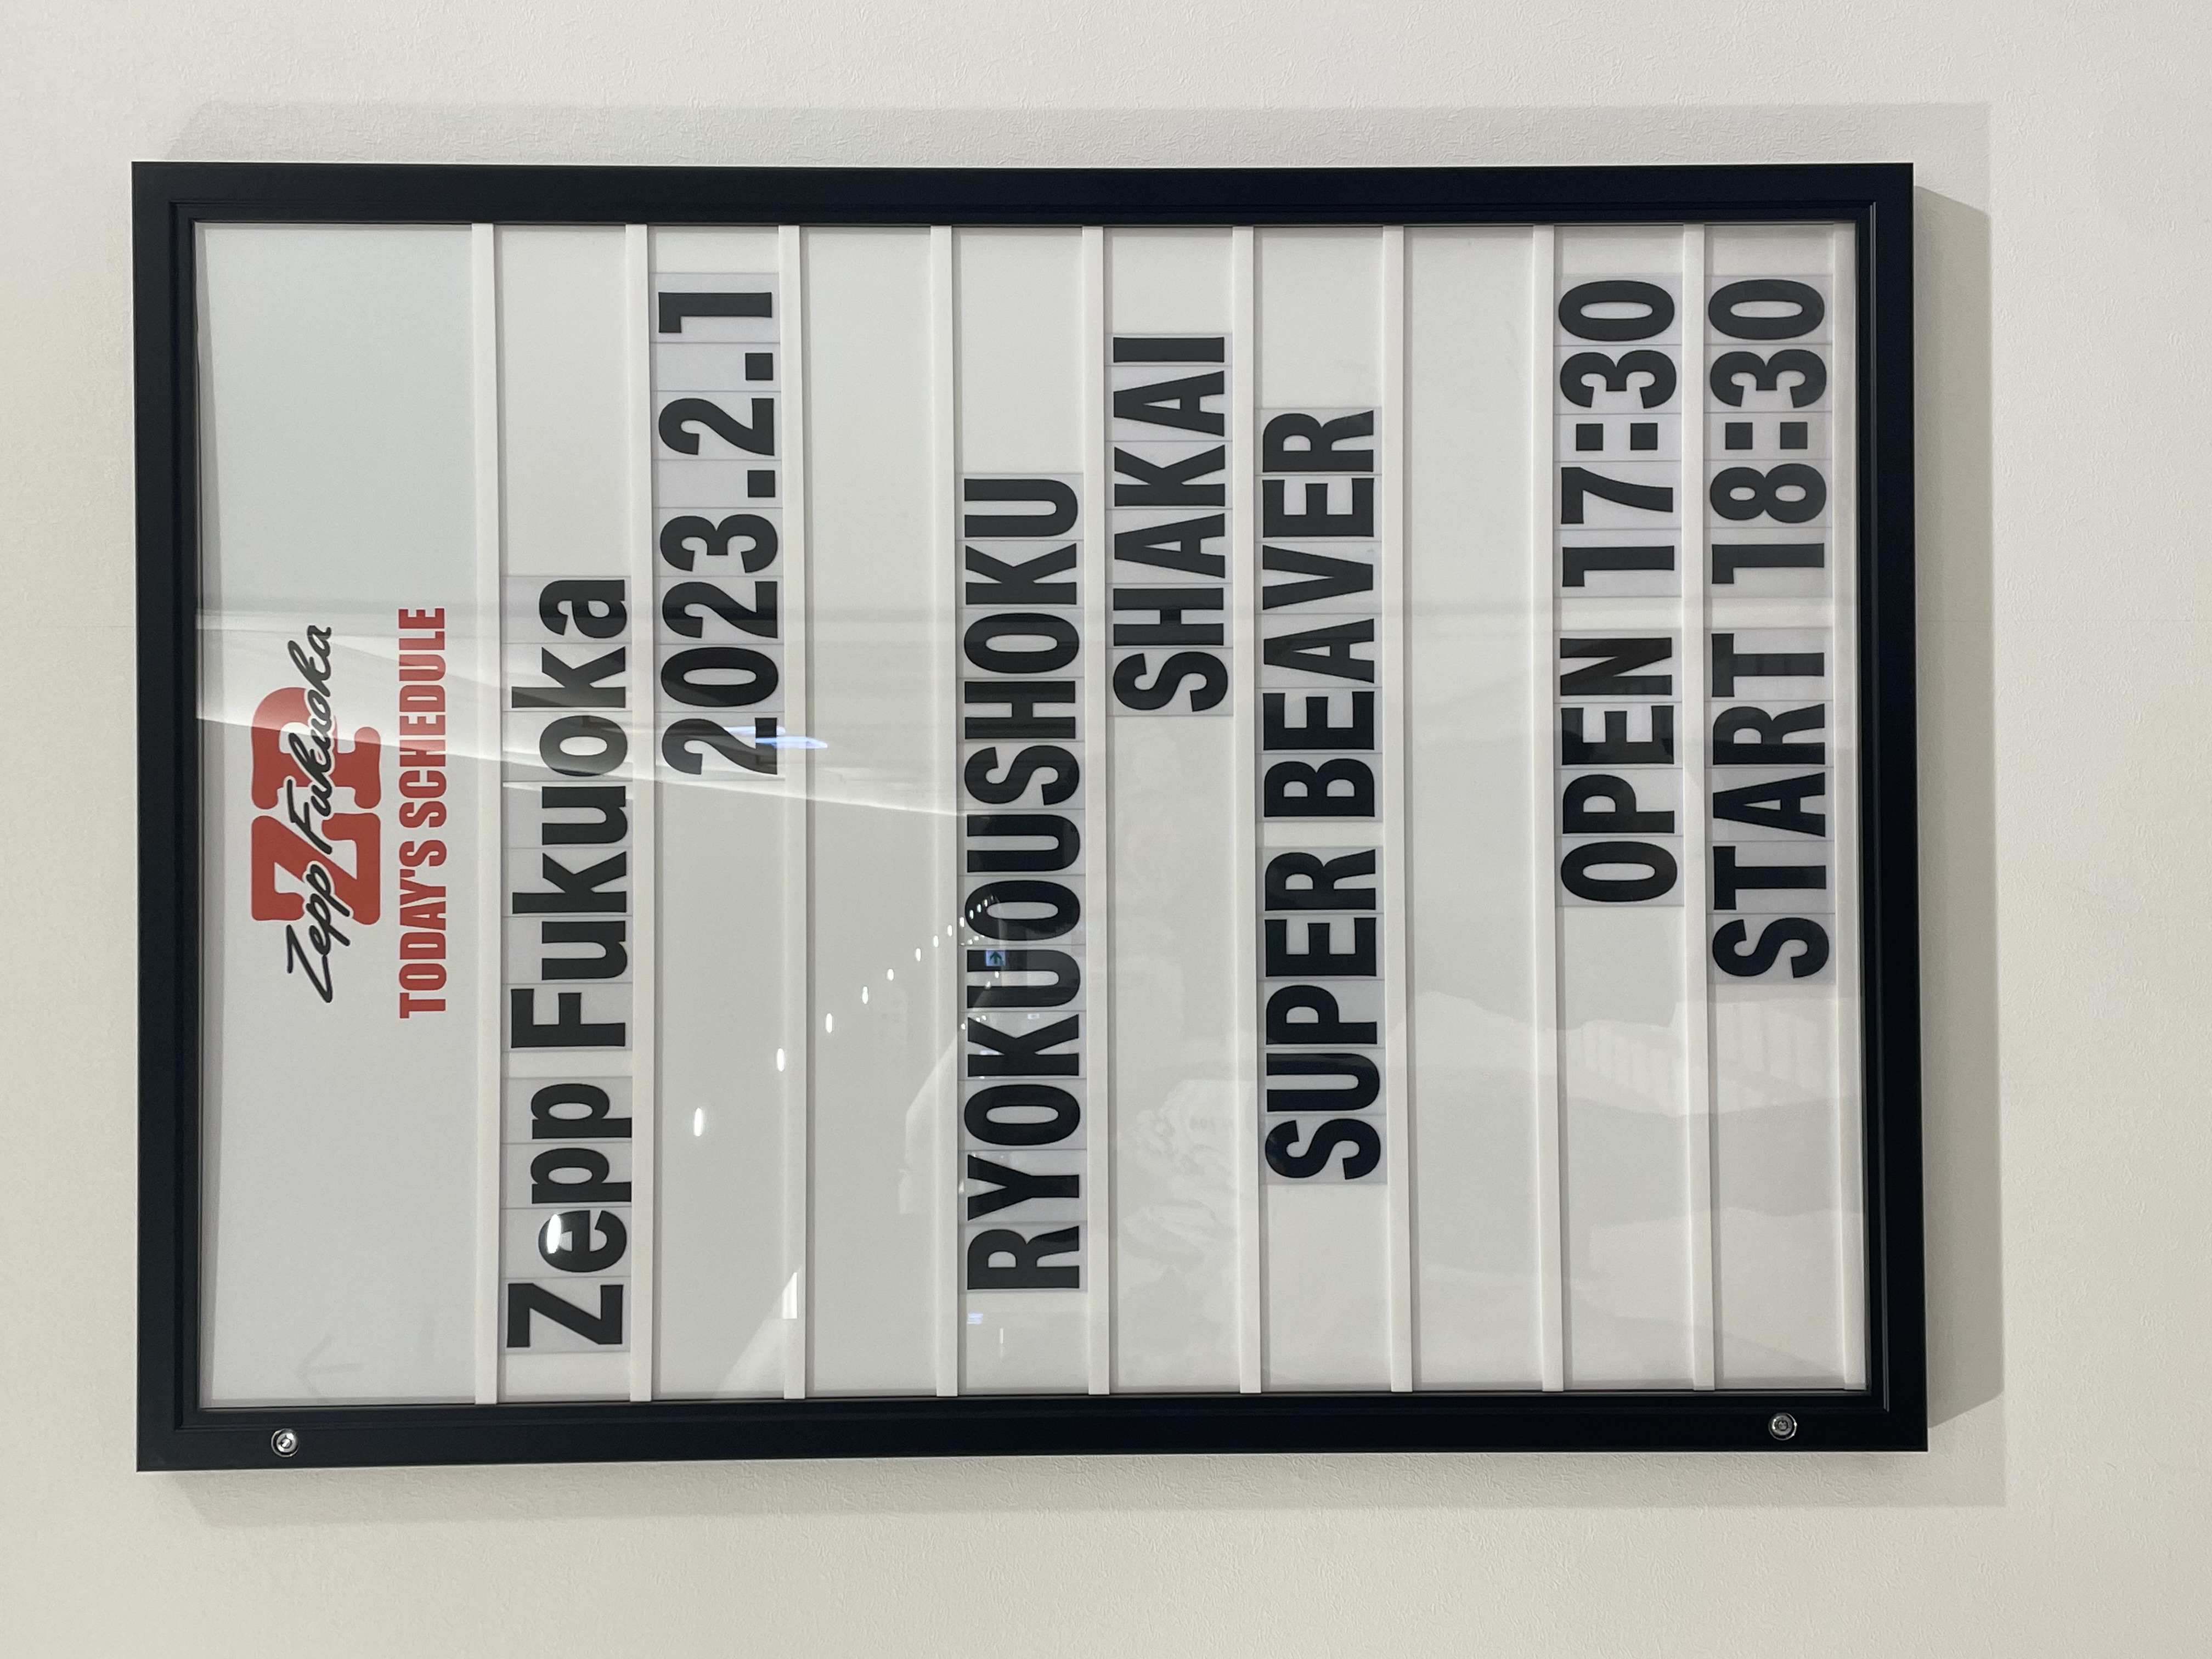 ZP
Zepp Fukuoka
TODAY'S SCHEDULE
Zepp Fukuoka
2023.2.1
RYOKUOUSHOKU
SHAKAI
SUPER BEAVER
OPEN 17:30
START 18:30